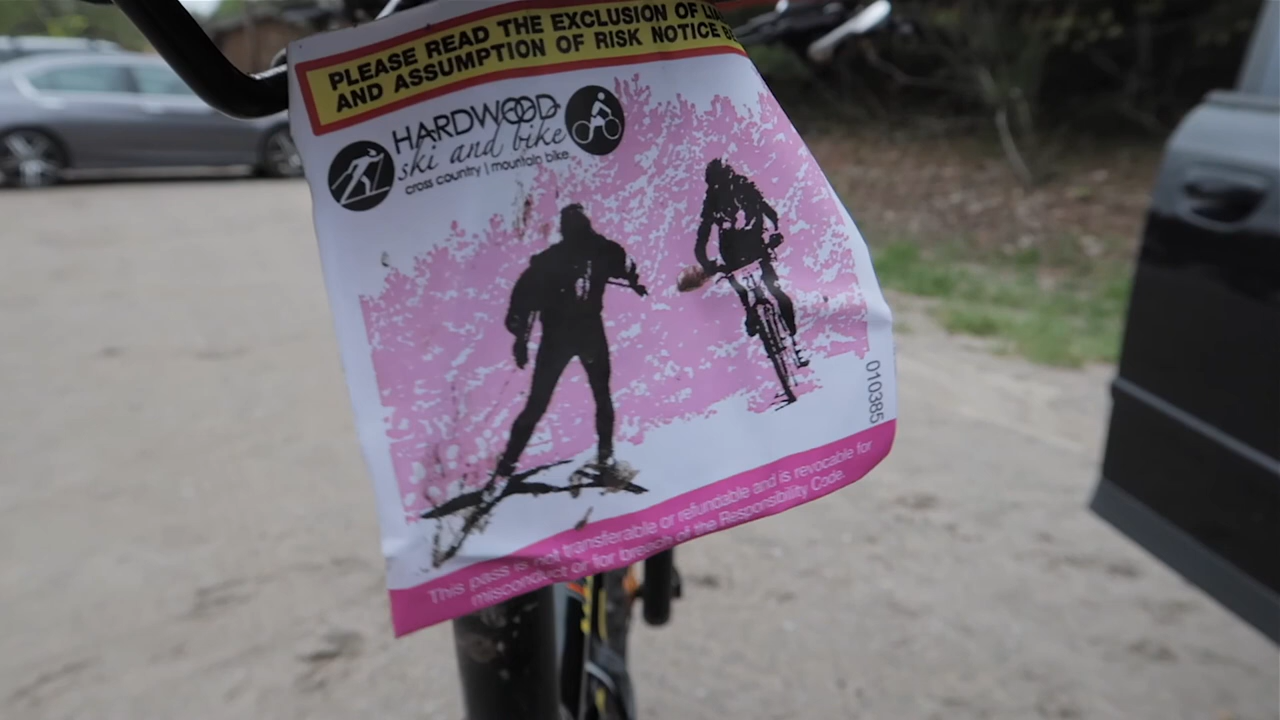 PLEASE READ THE EXCLUSION OF
AND ASSUMPTION OF RISK NOTICE
HARDWOOD
ski and bike
cross country | mountain bike
010385
This pass is not transferable or refundable and is revocable for
misconduct or for breach of the Responsibility Code.